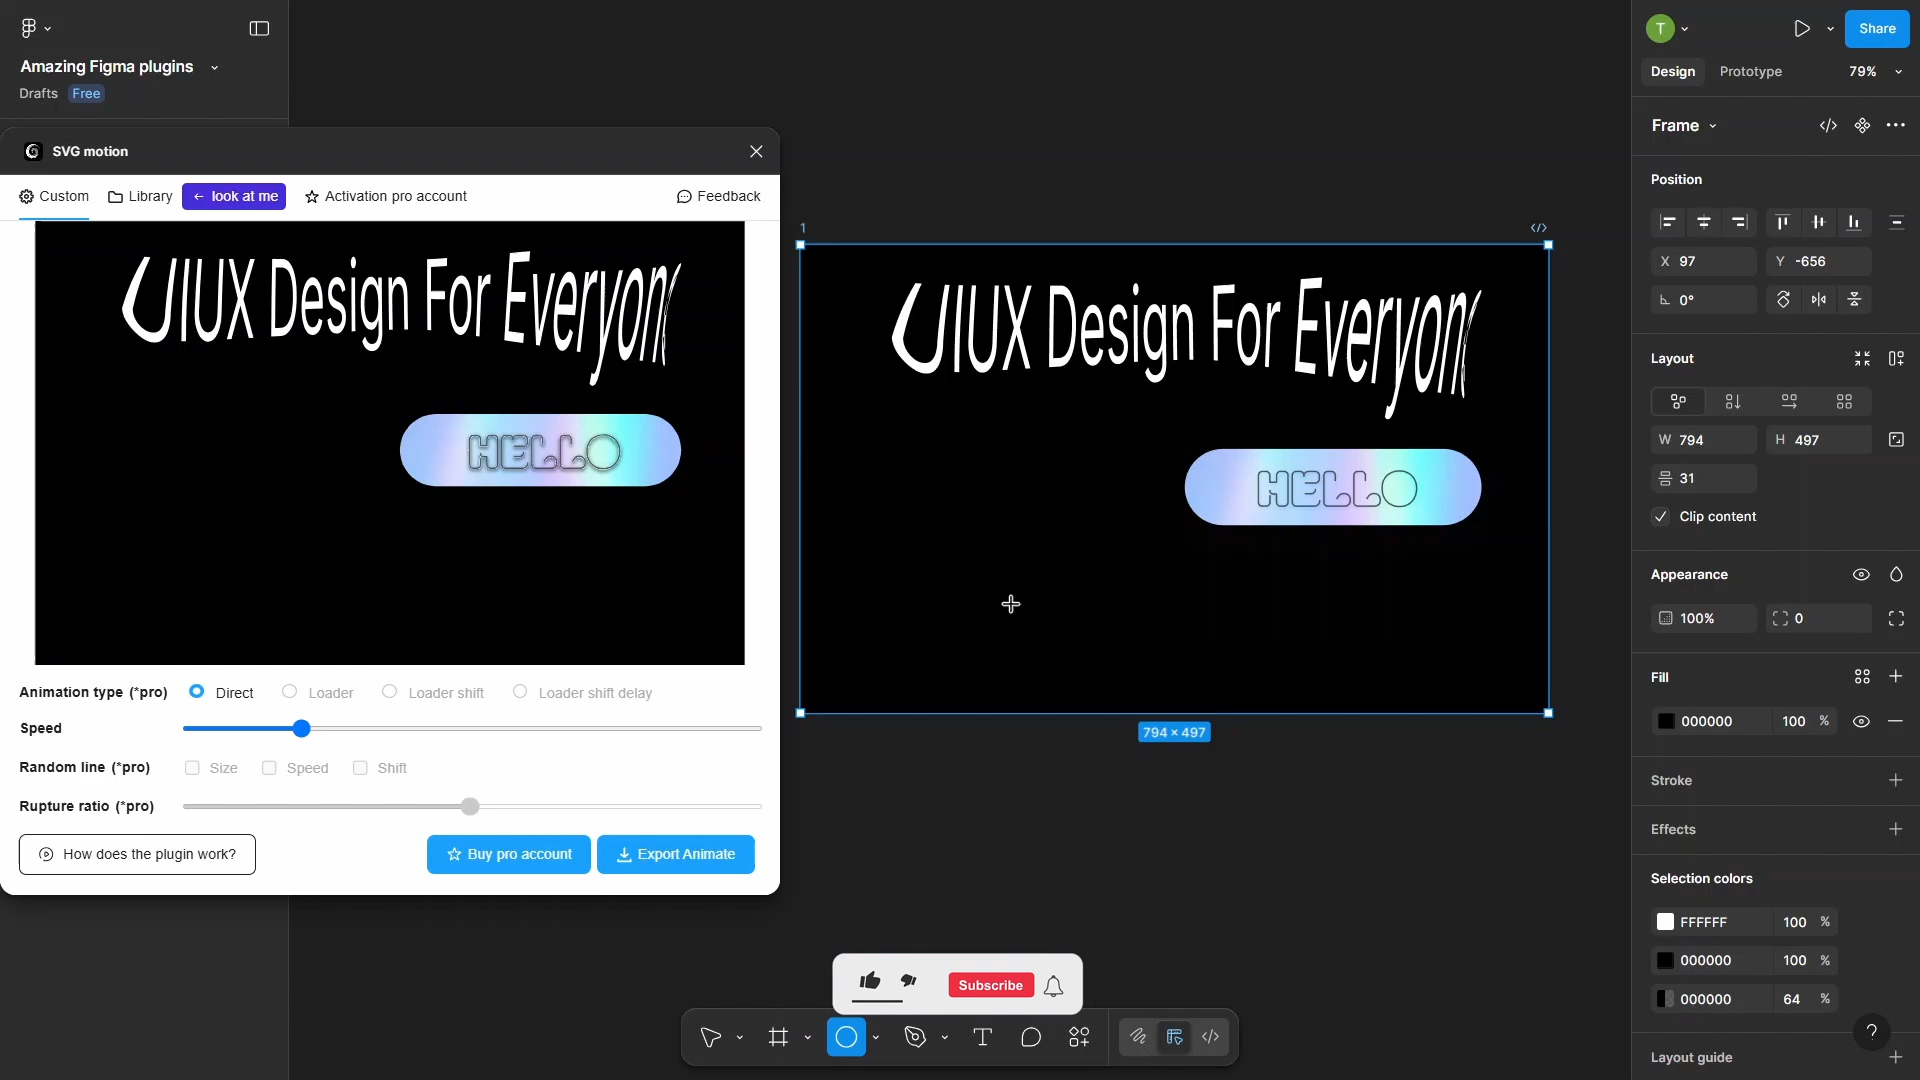 Amazing Figma plugins
Drafts Free
SVG motion
Custom Library ← look at me Activation pro account Feedback
UIUX Design For Everyon
HELLO
Animation type (*pro) Direct Loader Loader shift Loader shift delay
Speed
Random line (*pro) Size Speed Shift
Rupture ratio (*pro)
How does the plugin work? Buy pro account Export Animate
1
UIUX Design For Everyon
HELLO
794 × 497
Subscribe
T Share
Design Prototype 79%
Frame
Position
X 97 Y -656
0°
Layout
W 794 H 497
31
Clip content
Appearance
100% 0
Fill
000000 100 %
Stroke
Effects
Selection colors
FFFFFF 100 %
000000 100 %
000000 64 %
?
Layout guide